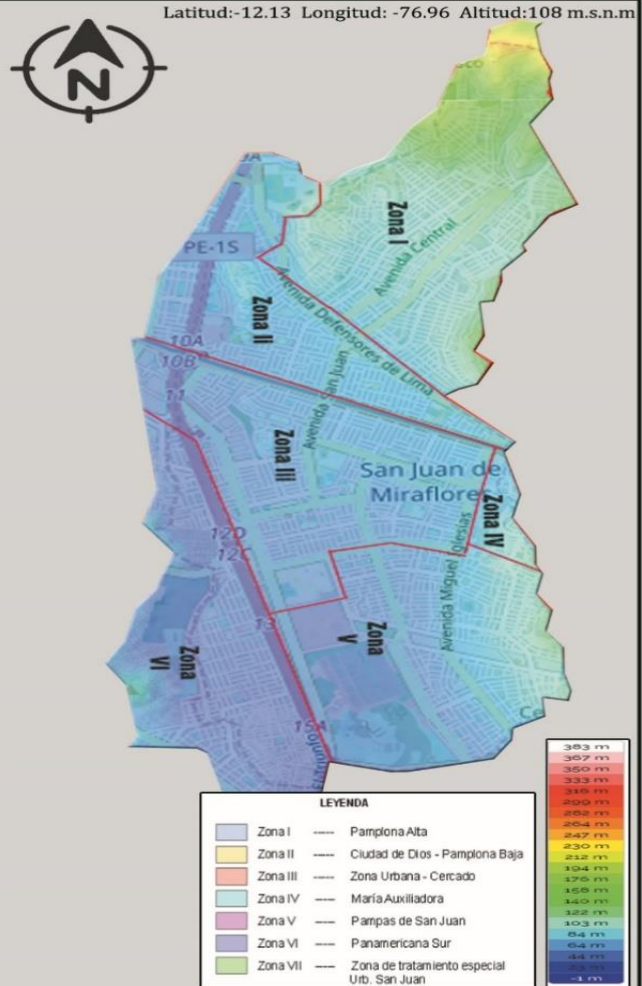 Latitud:-12.13 Longitud: -76.96 Altitud:108 m.s.n.m
N
Zona I
Avenida Central
PE-1S
Avenida Defensores de Lima
Zona II
10A
10B
11
Avenida San Juan
Zona III
San Juan de
Miraflores
Zona IV
12D
12C
Avenida Miguel Iglesias
13
Zona
V
Zona
VI
15A
Ce
LEYENDA
Zona I ---- Pamplona Alta
Zona II ---- Ciudad de Dios - Pamplona Baja
Zona III ---- Zona Urbana - Cercado
Zona IV ---- María Auxiliadora
Zona V ---- Pampas de San Juan
Zona VI ---- Panamericana Sur
Zona VII ---- Zona de tratamiento especial
Urb. San Juan
383 m
367 m
350 m
333 m
316 m
299 m
282 m
264 m
247 m
230 m
212 m
194 m
176 m
158 m
140 m
122 m
103 m
84 m
64 m
44 m
23 m
-1 m